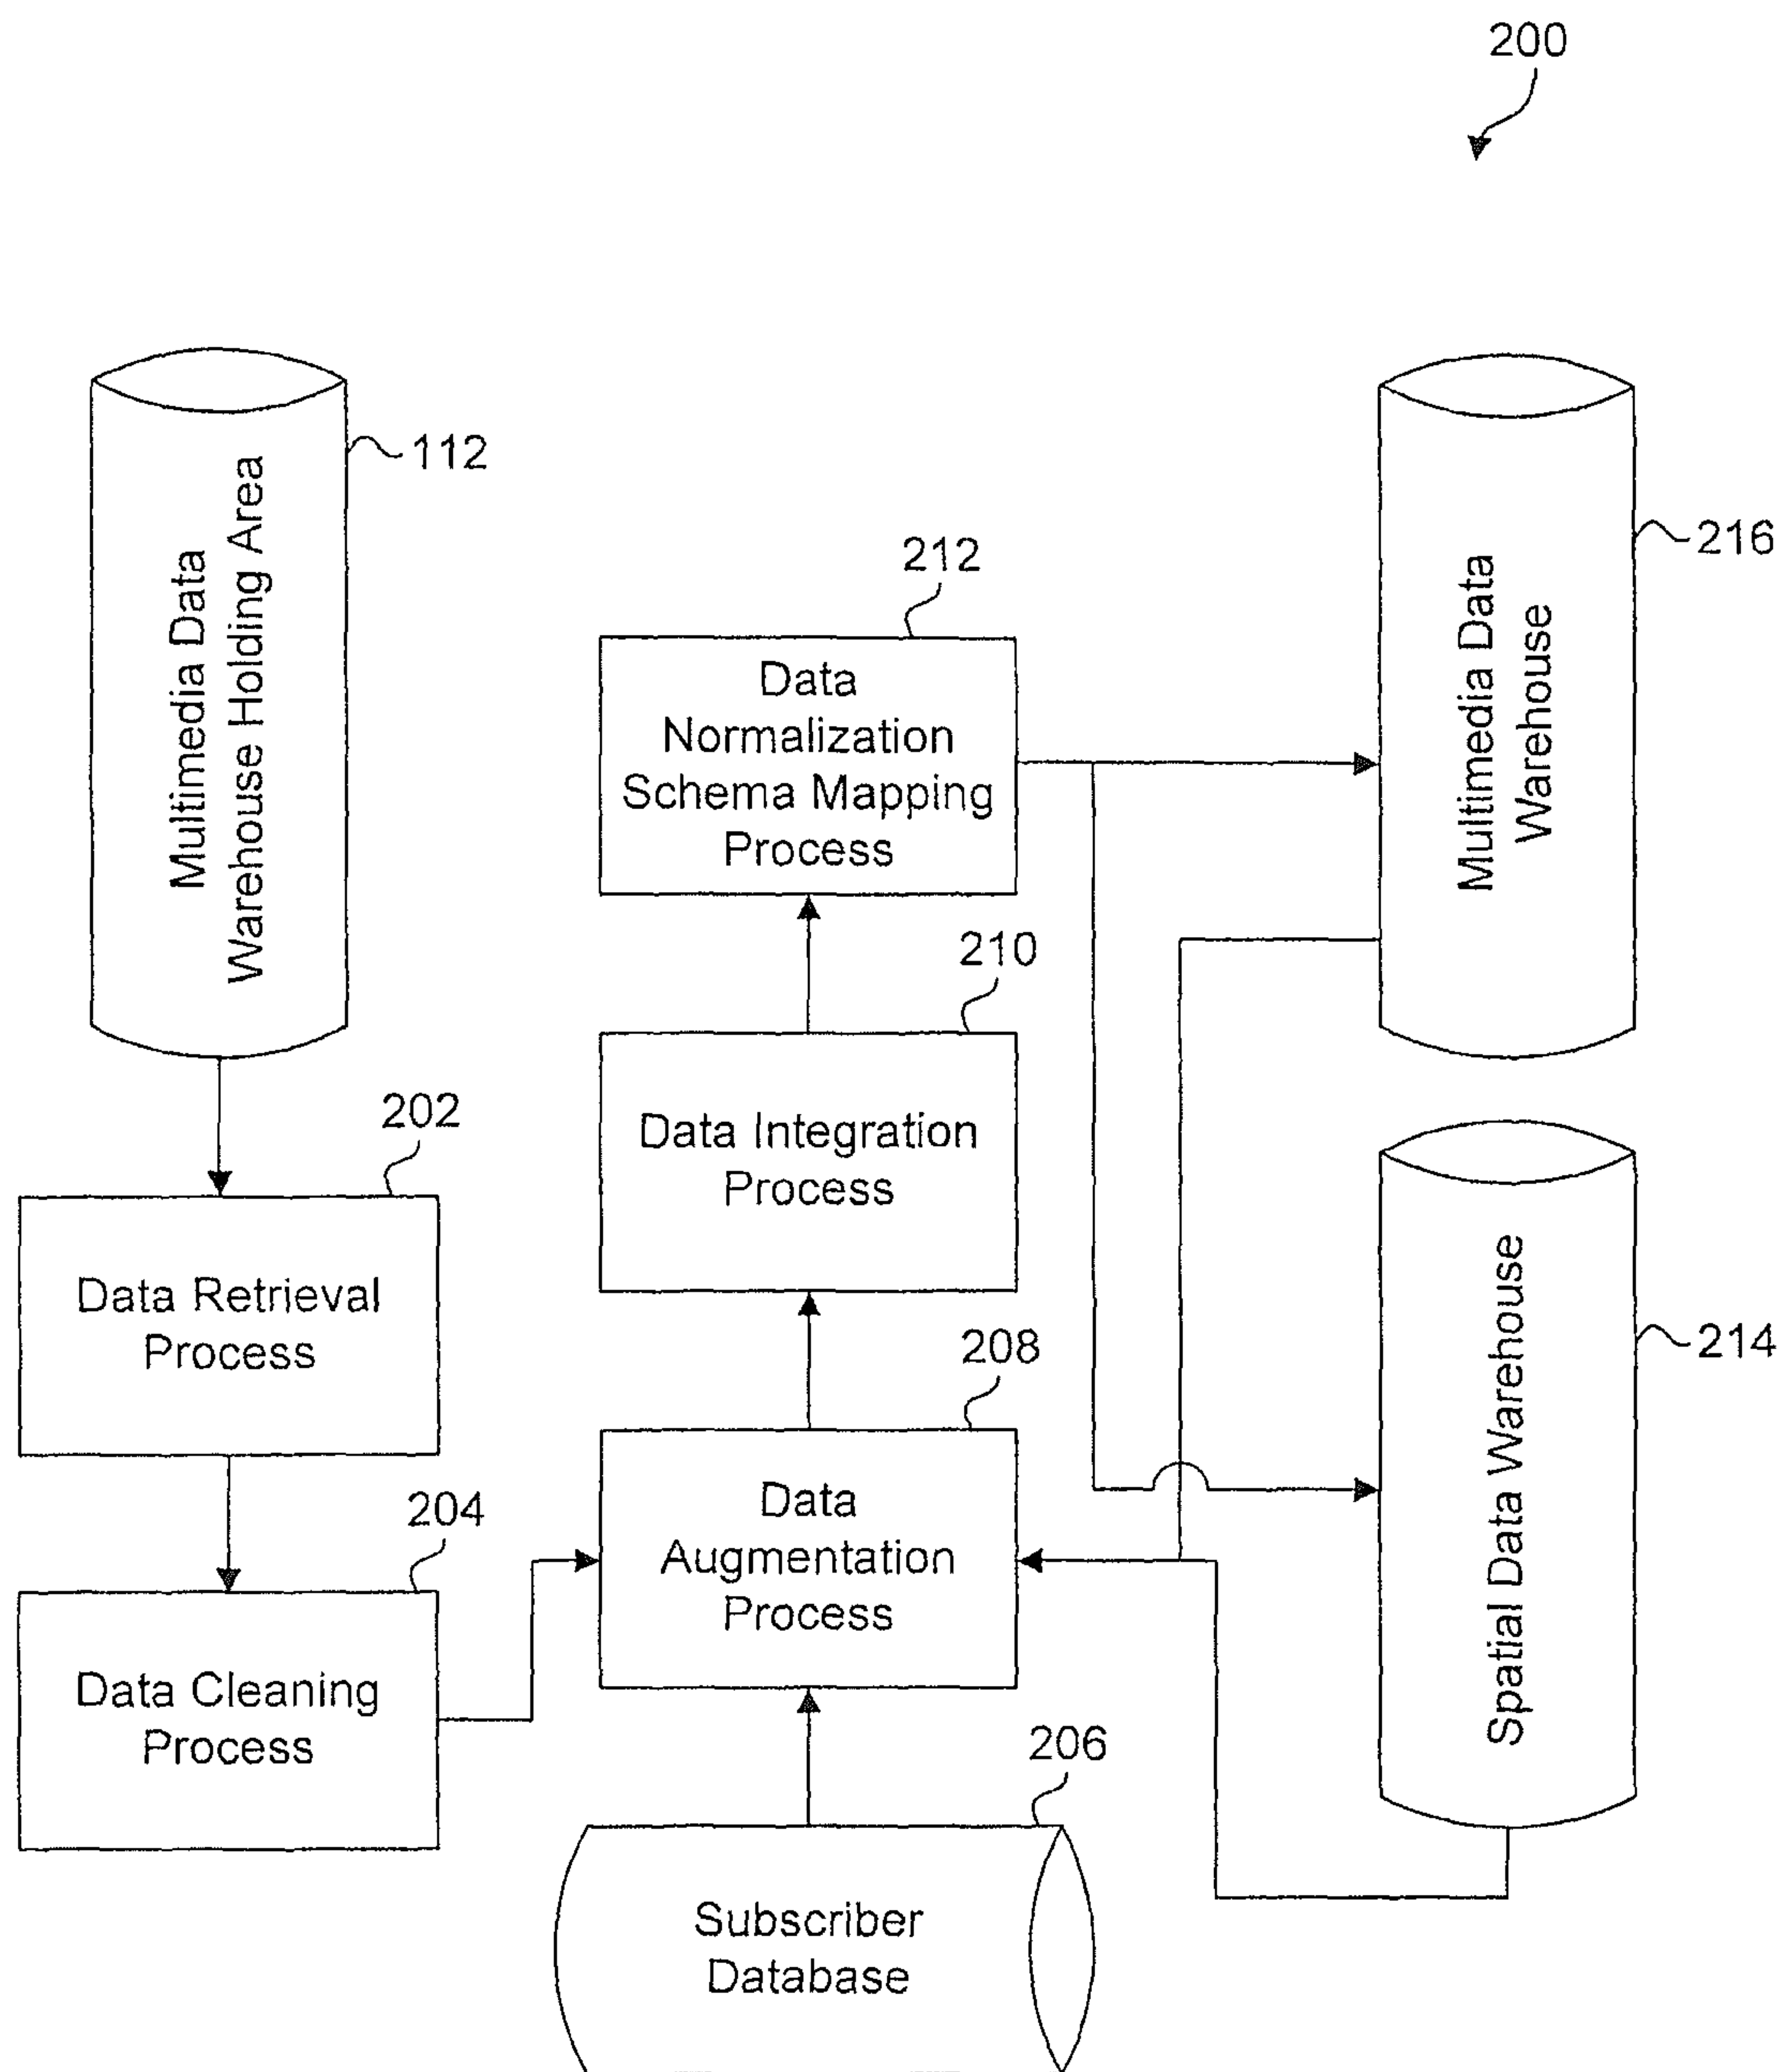 200
Multimedia Data
Warehouse Holding Area
112
202
Data Retrieval
Process
204
Data Cleaning
Process
212
Data
Normalization
Schema Mapping
Process
210
Data Integration
Process
208
Data
Augmentation
Process
206
Subscriber
Database
Multimedia Data
Warehouse
216
Spatial Data Warehouse
214